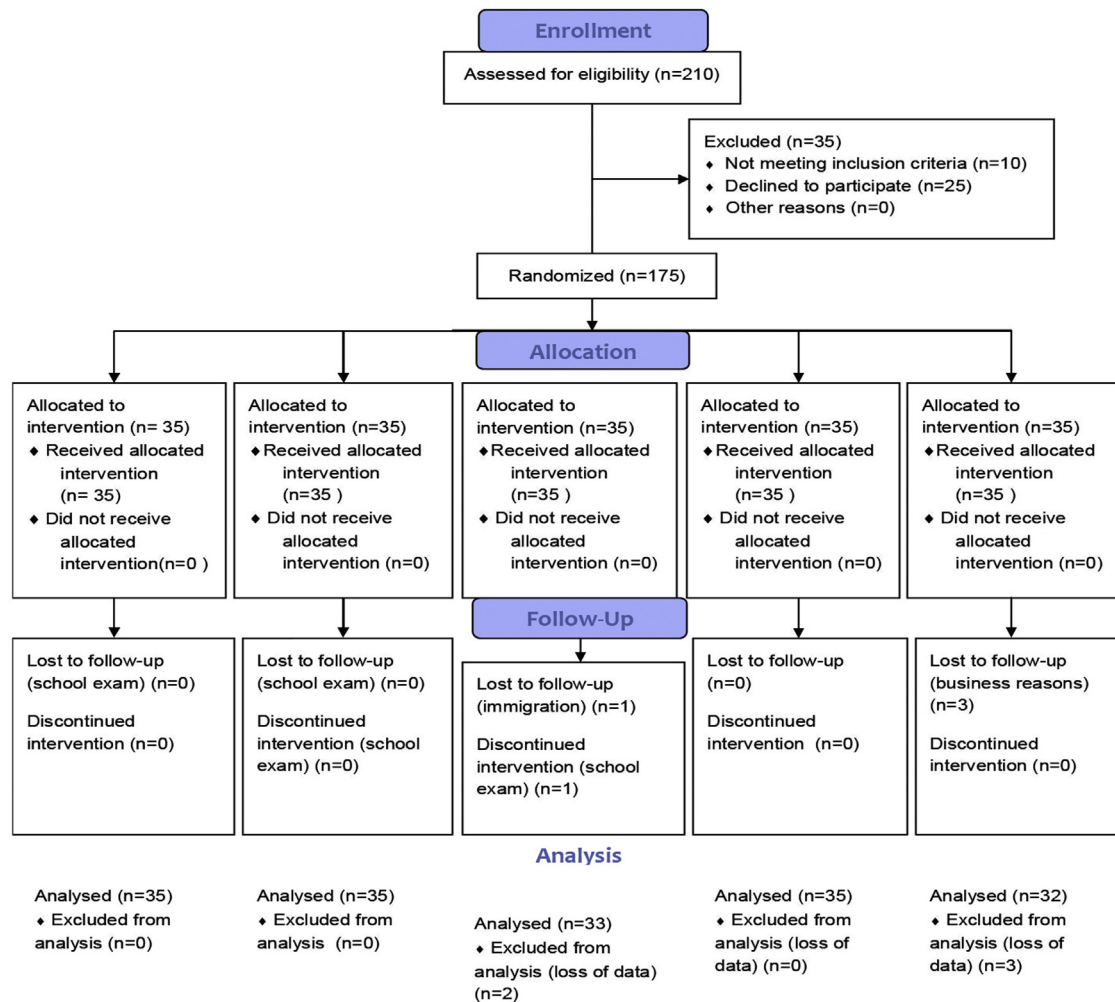 Enrollment
Assessed for eligibility (n=210)
Excluded (n=35)
♦ Not meeting inclusion criteria (n=10)
♦ Declined to participate (n=25)
♦ Other reasons (n=0)
Randomized (n=175)
Allocation
Allocated to
intervention (n= 35)
♦ Received allocated
intervention
(n= 35)
♦ Did not receive
allocated
intervention(n=0 )
Allocated to
intervention (n=35)
♦ Received allocated
intervention
(n=35 )
♦ Did not receive
allocated
intervention (n=0)
Allocated to
intervention (n=35)
♦ Received allocated
intervention
(n=35 )
♦ Did not receive
allocated
intervention (n=0)
Allocated to
intervention (n=35)
♦ Received allocated
intervention
(n=35 )
♦ Did not receive
allocated
intervention (n=0)
Allocated to
intervention (n=35)
♦ Received allocated
intervention
(n=35 )
♦ Did not receive
allocated
intervention (n=0)
Follow-Up
Lost to follow-up
(school exam) (n=0)
Discontinued
intervention (n=0)
Lost to follow-up
(school exam) (n=0)
Discontinued
intervention (school
exam) (n=0)
Lost to follow-up
(immigration) (n=1)
Discontinued
intervention (school
exam) (n=1)
Lost to follow-up
(n=0)
Discontinued
intervention (n=0)
Lost to follow-up
(business reasons)
(n=3)
Discontinued
intervention (n=0)
Analysis
Analysed (n=35)
♦ Excluded from
analysis (n=0)
Analysed (n=35)
♦ Excluded from
analysis (n=0)
Analysed (n=33)
♦ Excluded from
analysis (loss of data)
(n=2)
Analysed (n=35)
♦ Excluded from
analysis (loss of
data) (n=0)
Analysed (n=32)
♦ Excluded from
analysis (loss of
data) (n=3)